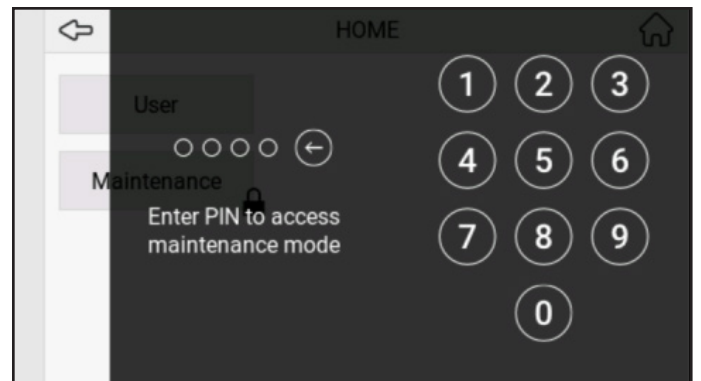 HOME
User
Maintenance
Enter PIN to access
maintenance mode
1 2 3
4 5 6
7 8 9
0